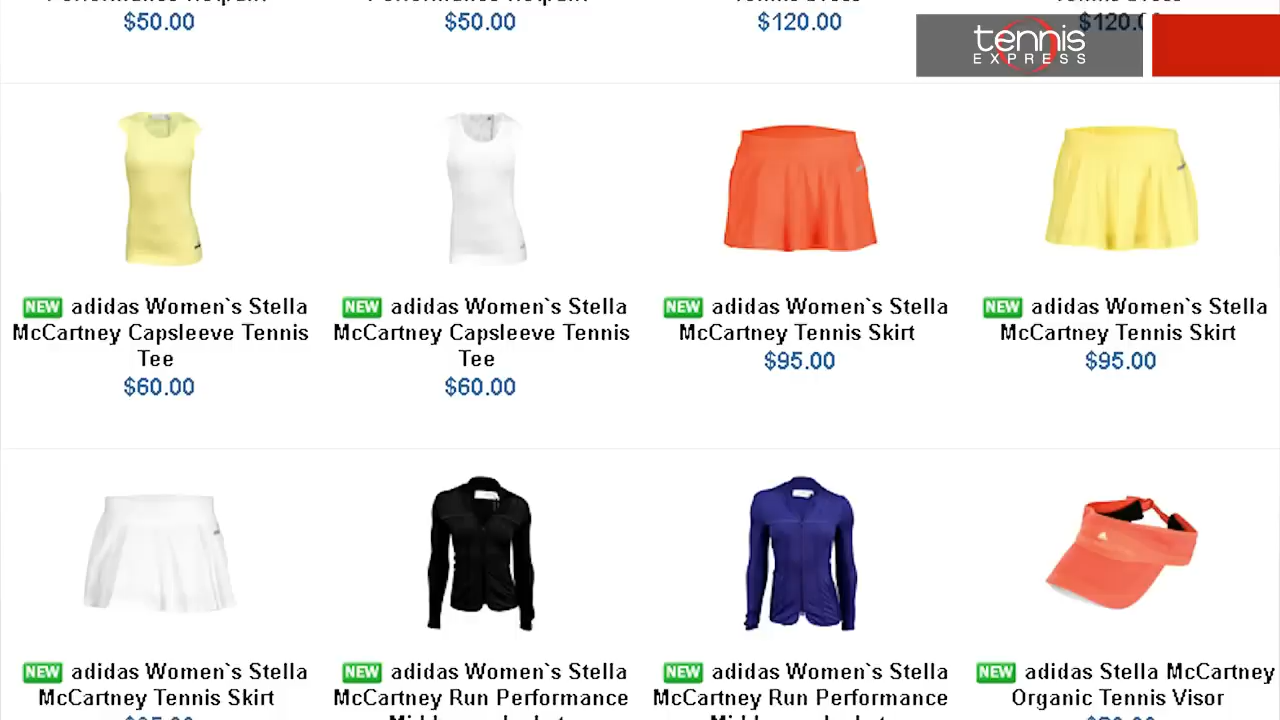 $50.00
$50.00
$120.00
tennis
EXPRESS
NEW adidas Women`s Stella
McCartney Capsleeve Tennis
Tee
$60.00
NEW adidas Women`s Stella
McCartney Capsleeve Tennis
Tee
$60.00
NEW adidas Women`s Stella
McCartney Tennis Skirt
$95.00
NEW adidas Women`s Stella
McCartney Tennis Skirt
$95.00
NEW adidas Women`s Stella
McCartney Tennis Skirt
NEW adidas Women`s Stella
McCartney Run Performance
NEW adidas Women`s Stella
McCartney Run Performance
NEW adidas Stella McCartney
Organic Tennis Visor